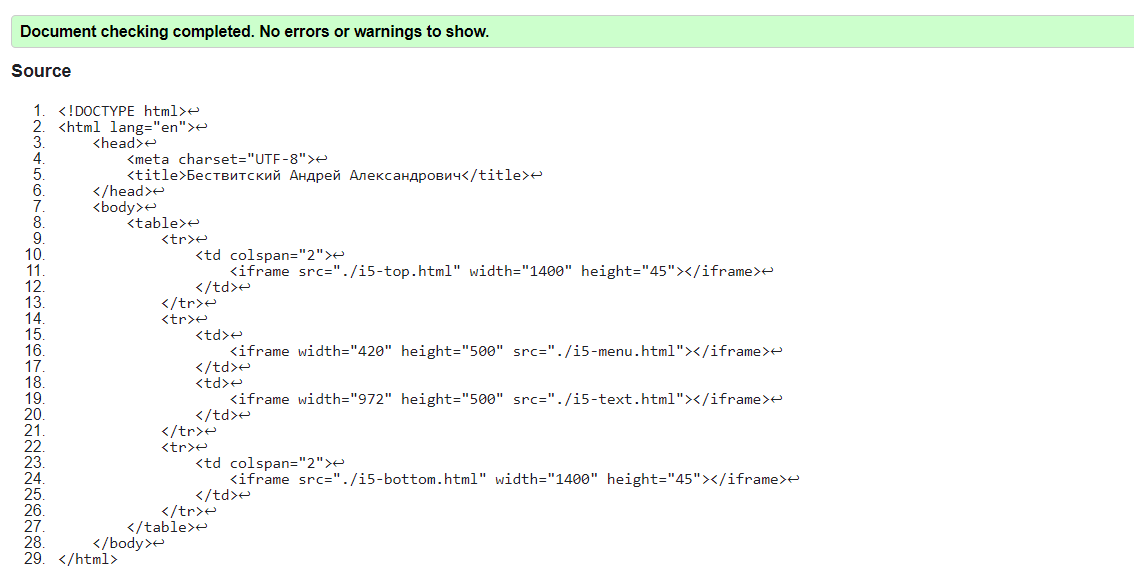 Document checking completed. No errors or warnings to show.
Source
1. <!DOCTYPE html>↩
2. <html lang="en">↩
3.     <head>↩
4.         <meta charset="UTF-8">↩
5.         <title>Бествитский Андрей Александрович</title>↩
6.     </head>↩
7.     <body>↩
8.         <table>↩
9.             <tr>↩
10.                 <td colspan="2">↩
11.                     <iframe src="./i5-top.html" width="1400" height="45"></iframe>↩
12.                 </td>↩
13.             </tr>↩
14.             <tr>↩
15.                 <td>↩
16.                     <iframe width="420" height="500" src="./i5-menu.html"></iframe>↩
17.                 </td>↩
18.                 <td>↩
19.                     <iframe width="972" height="500" src="./i5-text.html"></iframe>↩
20.                 </td>↩
21.             </tr>↩
22.             <tr>↩
23.                 <td colspan="2">↩
24.                     <iframe src="./i5-bottom.html" width="1400" height="45"></iframe>↩
25.                 </td>↩
26.             </tr>↩
27.         </table>↩
28.     </body>↩
29. </html>